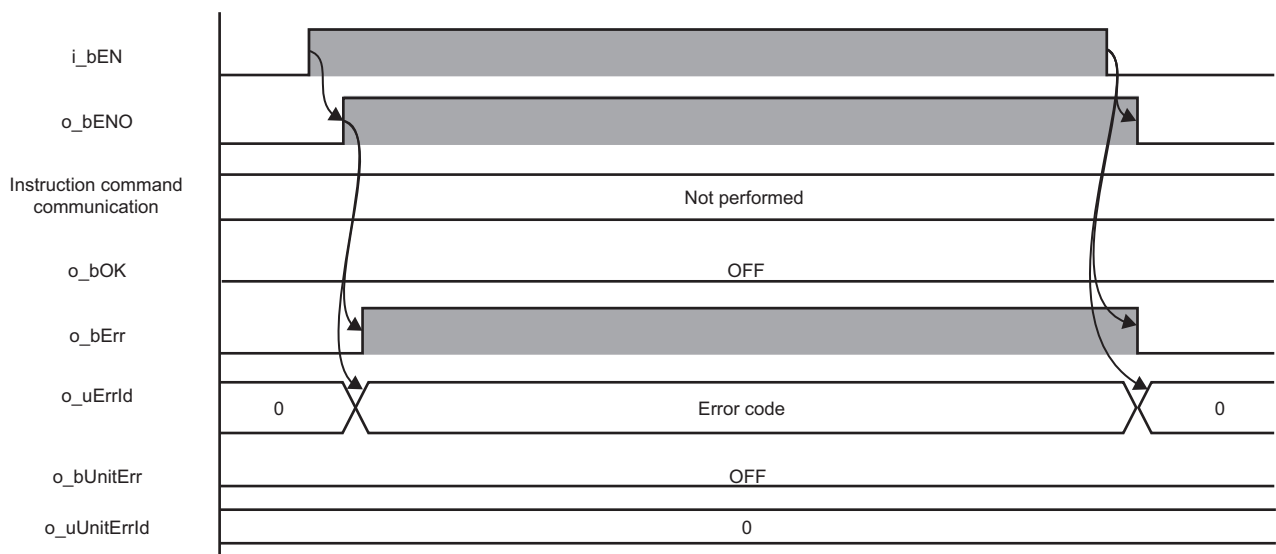 i_bEN
o_bENO
Instruction command
communication
Not performed
o_bOK
OFF
o_bErr
o_uErrId
0
Error code
0
o_bUnitErr
OFF
o_uUnitErrId
0